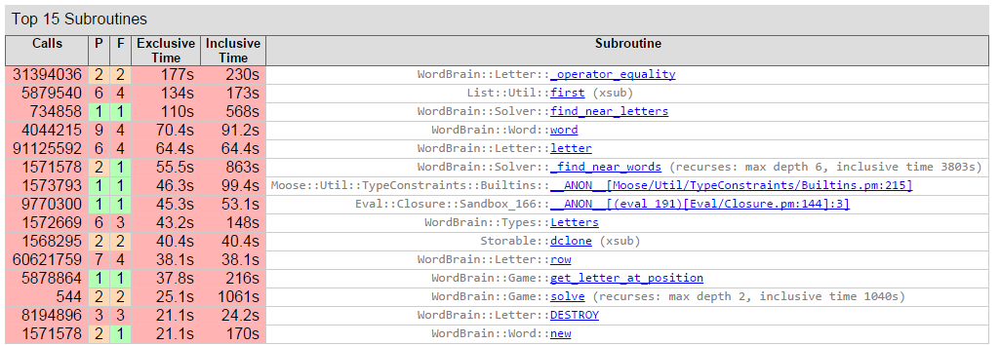 Top 15 Subroutines
Calls P F Exclusive Time Inclusive Time Subroutine
31394036 2 2 177s 230s WordBrain::Letter::_operator_equality
5879540 6 4 134s 173s List::Util::first (xsub)
734858 1 1 110s 568s WordBrain::Solver::find_near_letters
4044215 9 4 70.4s 91.2s WordBrain::Word::word
91125592 6 4 64.4s 64.4s WordBrain::Letter::letter
1571578 2 1 55.5s 863s WordBrain::Solver::_find_near_words (recurses: max depth 6, inclusive time 3803s)
1573793 1 1 46.3s 99.4s Moose::Util::TypeConstraints::Builtins::__ANON__[Moose/Util/TypeConstraints/Builtins.pm:215]
9770300 1 1 45.3s 53.1s Eval::Closure::Sandbox_166::__ANON__[(eval 191)[Eval/Closure.pm:144]:3]
1572669 6 3 43.2s 148s WordBrain::Types::Letters
1568295 2 2 40.4s 40.4s Storable::dclone (xsub)
60621759 7 4 38.1s 38.1s WordBrain::Letter::row
5878864 1 1 37.8s 216s WordBrain::Game::get_letter_at_position
544 2 2 25.1s 1061s WordBrain::Game::solve (recurses: max depth 2, inclusive time 1040s)
8194896 3 3 21.1s 24.2s WordBrain::Letter::DESTROY
1571578 2 1 21.1s 170s WordBrain::Word::new